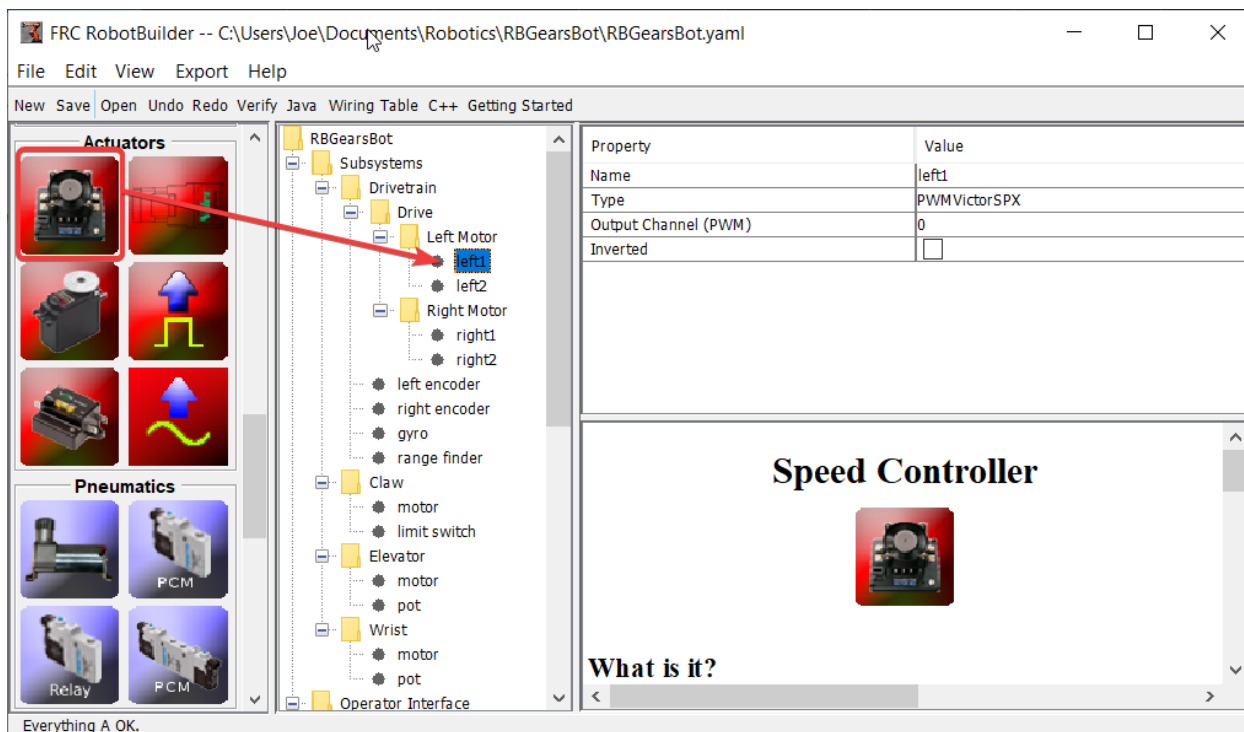 FRC RobotBuilder -- C:\Users\Joe\Documents\Robotics\RBGearsBot\RBGearsBot.yaml
File Edit View Export Help
New Save Open Undo Redo Verify Java Wiring Table C++ Getting Started
Actuators
Pneumatics
PCM
Relay
PCM
RBGearsBot
Subsystems
Drivetrain
Drive
Left Motor
left1
left2
Right Motor
right1
right2
left encoder
right encoder
gyro
range finder
Claw
motor
limit switch
Elevator
motor
pot
Wrist
motor
pot
Operator Interface
Property Value
Name left1
Type PWMVictorSPX
Output Channel (PWM) 0
Inverted
Speed Controller
What is it?
Everything A OK.